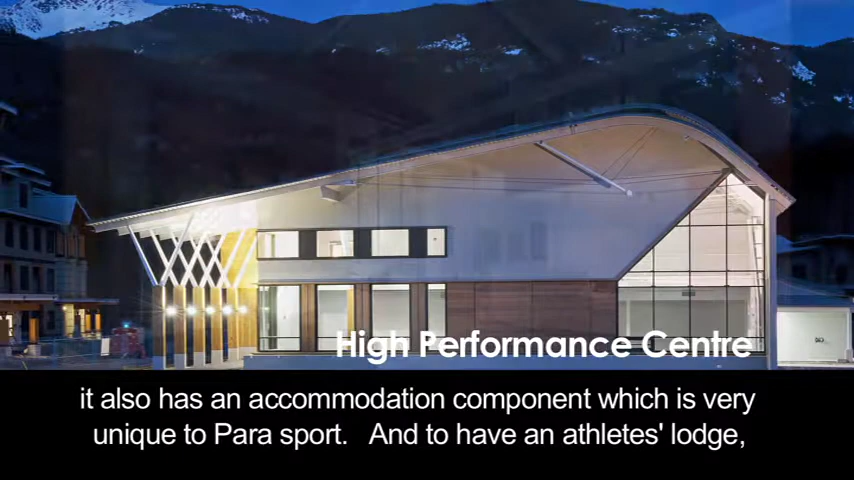 High Performance Centre
it also has an accommodation component which is very
unique to Para sport. And to have an athletes' lodge,